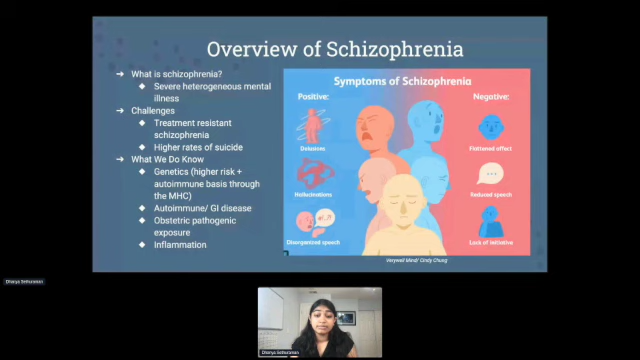 Overview of Schizophrenia
➔ What is schizophrenia?
◆ Severe heterogeneous mental
illness
➔ Challenges
◆ Treatment resistant
schizophrenia
◆ Higher rates of suicide
➔ What We Do Know
◆ Genetics (higher risk +
autoimmune basis through
the MHC)
◆ Autoimmune/ GI disease
◆ Obstetric pathogenic
exposure
◆ Inflammation
Symptoms of Schizophrenia
Positive:
Delusions
Hallucinations
Disorganized speech
Negative:
Flattened affect
Reduced speech
Lack of initiative
Verywell Mind/ Cindy Chung